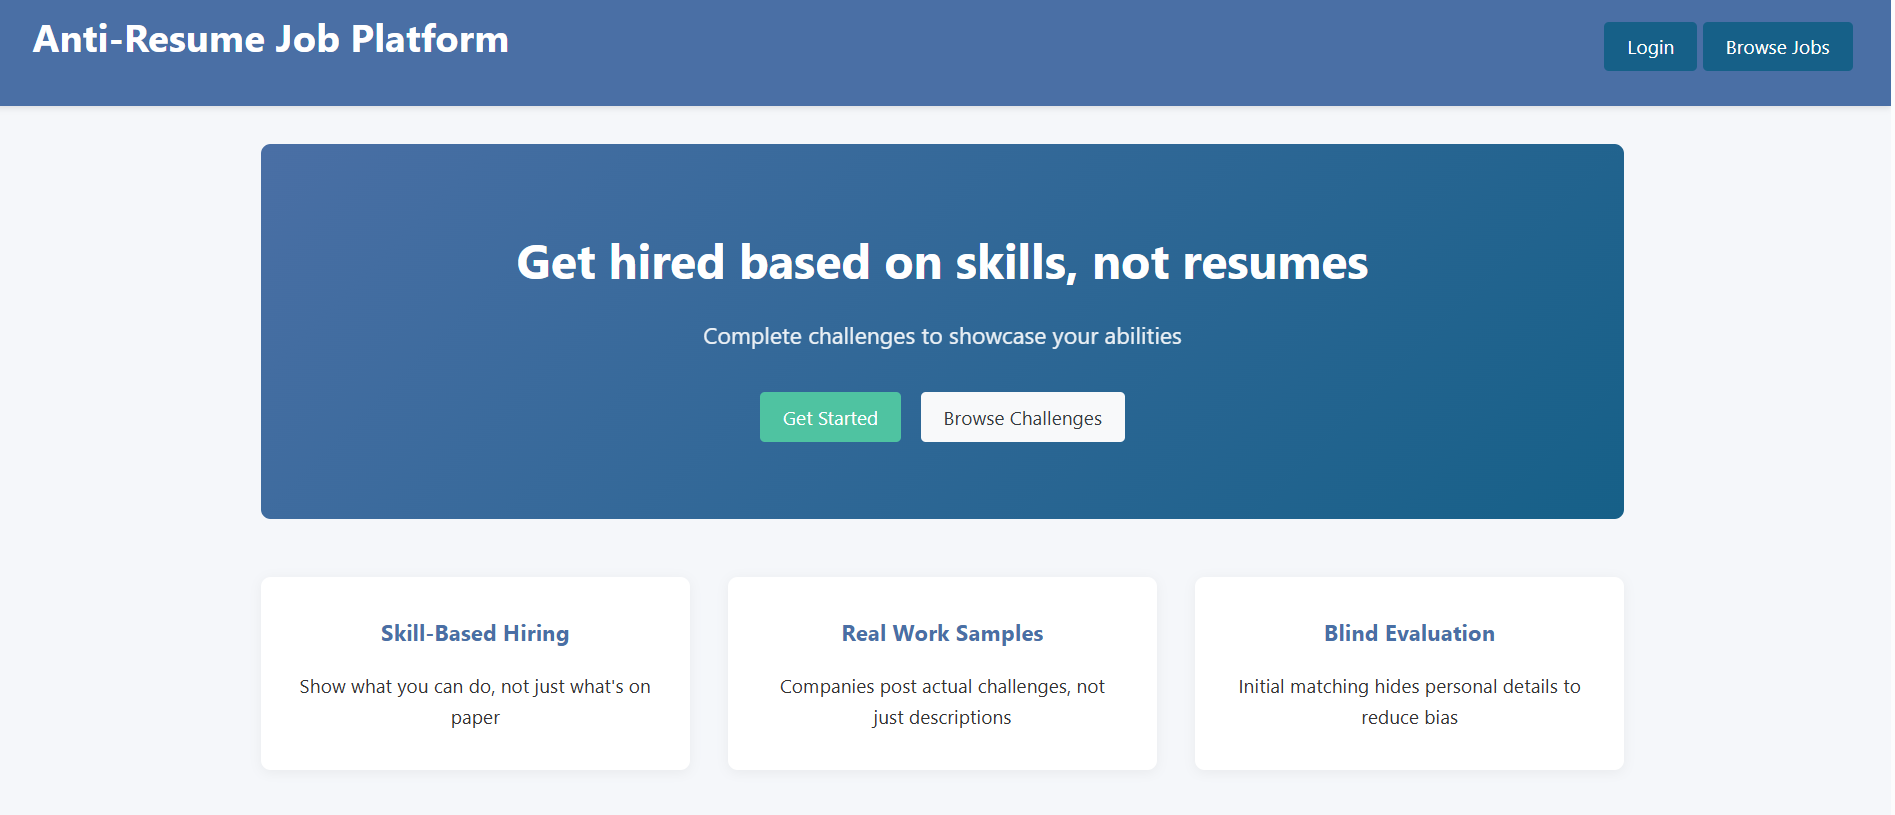 Anti-Resume Job Platform
Login
Browse Jobs
Get hired based on skills, not resumes
Complete challenges to showcase your abilities
Get Started
Browse Challenges
Skill-Based Hiring
Show what you can do, not just what's on
paper
Real Work Samples
Companies post actual challenges, not
just descriptions
Blind Evaluation
Initial matching hides personal details to
reduce bias